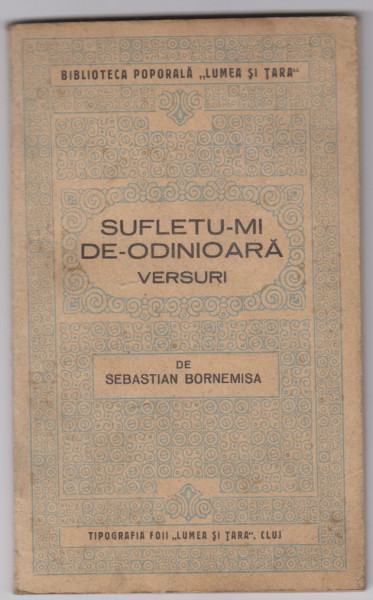 BIBLIOTECA POPORALĂ „LUMEA ŞI ŢARA"
SUFLETU-MI
DE-ODINIOARĂ
VERSURI
DE
SEBASTIAN BORNEMISA
TIPOGRAFIA FOII „LUMEA ŞI ŢARA", CLUJ